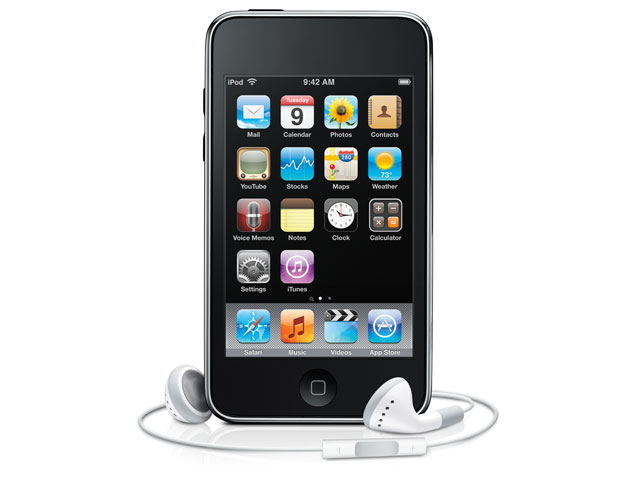 iPod 9:42 AM
Tuesday
9
280
73°
Mail Calendar Photos Contacts
YouTube Stocks Maps Weather
Voice Memos Notes Clock Calculator
Settings iTunes
Safari Music Videos App Store